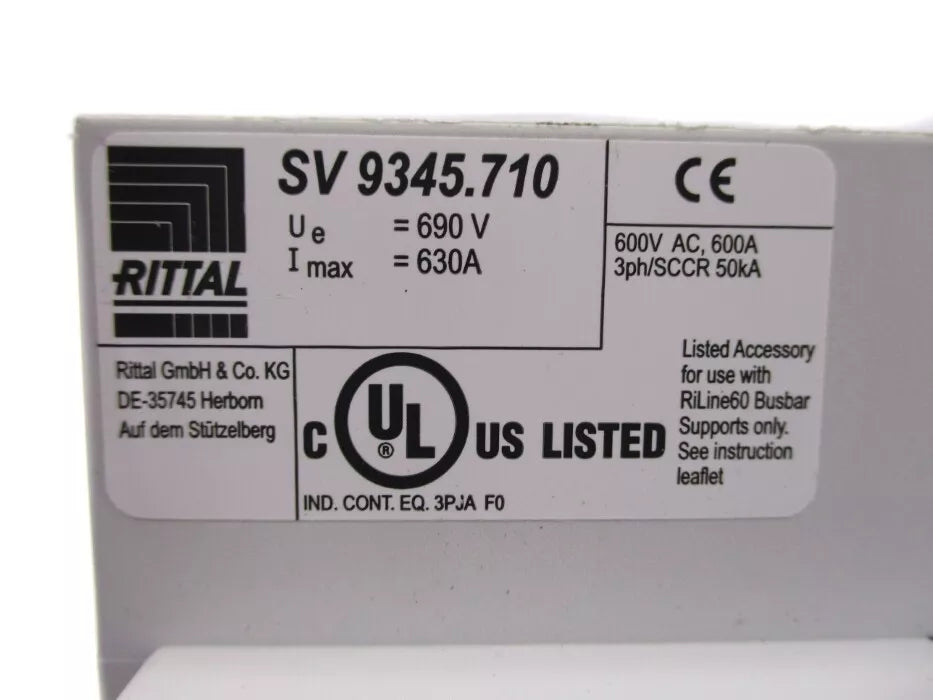 RITTAL
SV 9345.710
Ue = 690 V
Imax = 630A
CE
600V AC, 600A
3ph/SCCR 50kA
Rittal GmbH & Co. KG
DE-35745 Herborn
Auf dem Stützelberg
C UL® US LISTED
IND. CONT. EQ. 3PJA F0
Listed Accessory
for use with
RiLine60 Busbar
Supports only.
See instruction
leaflet